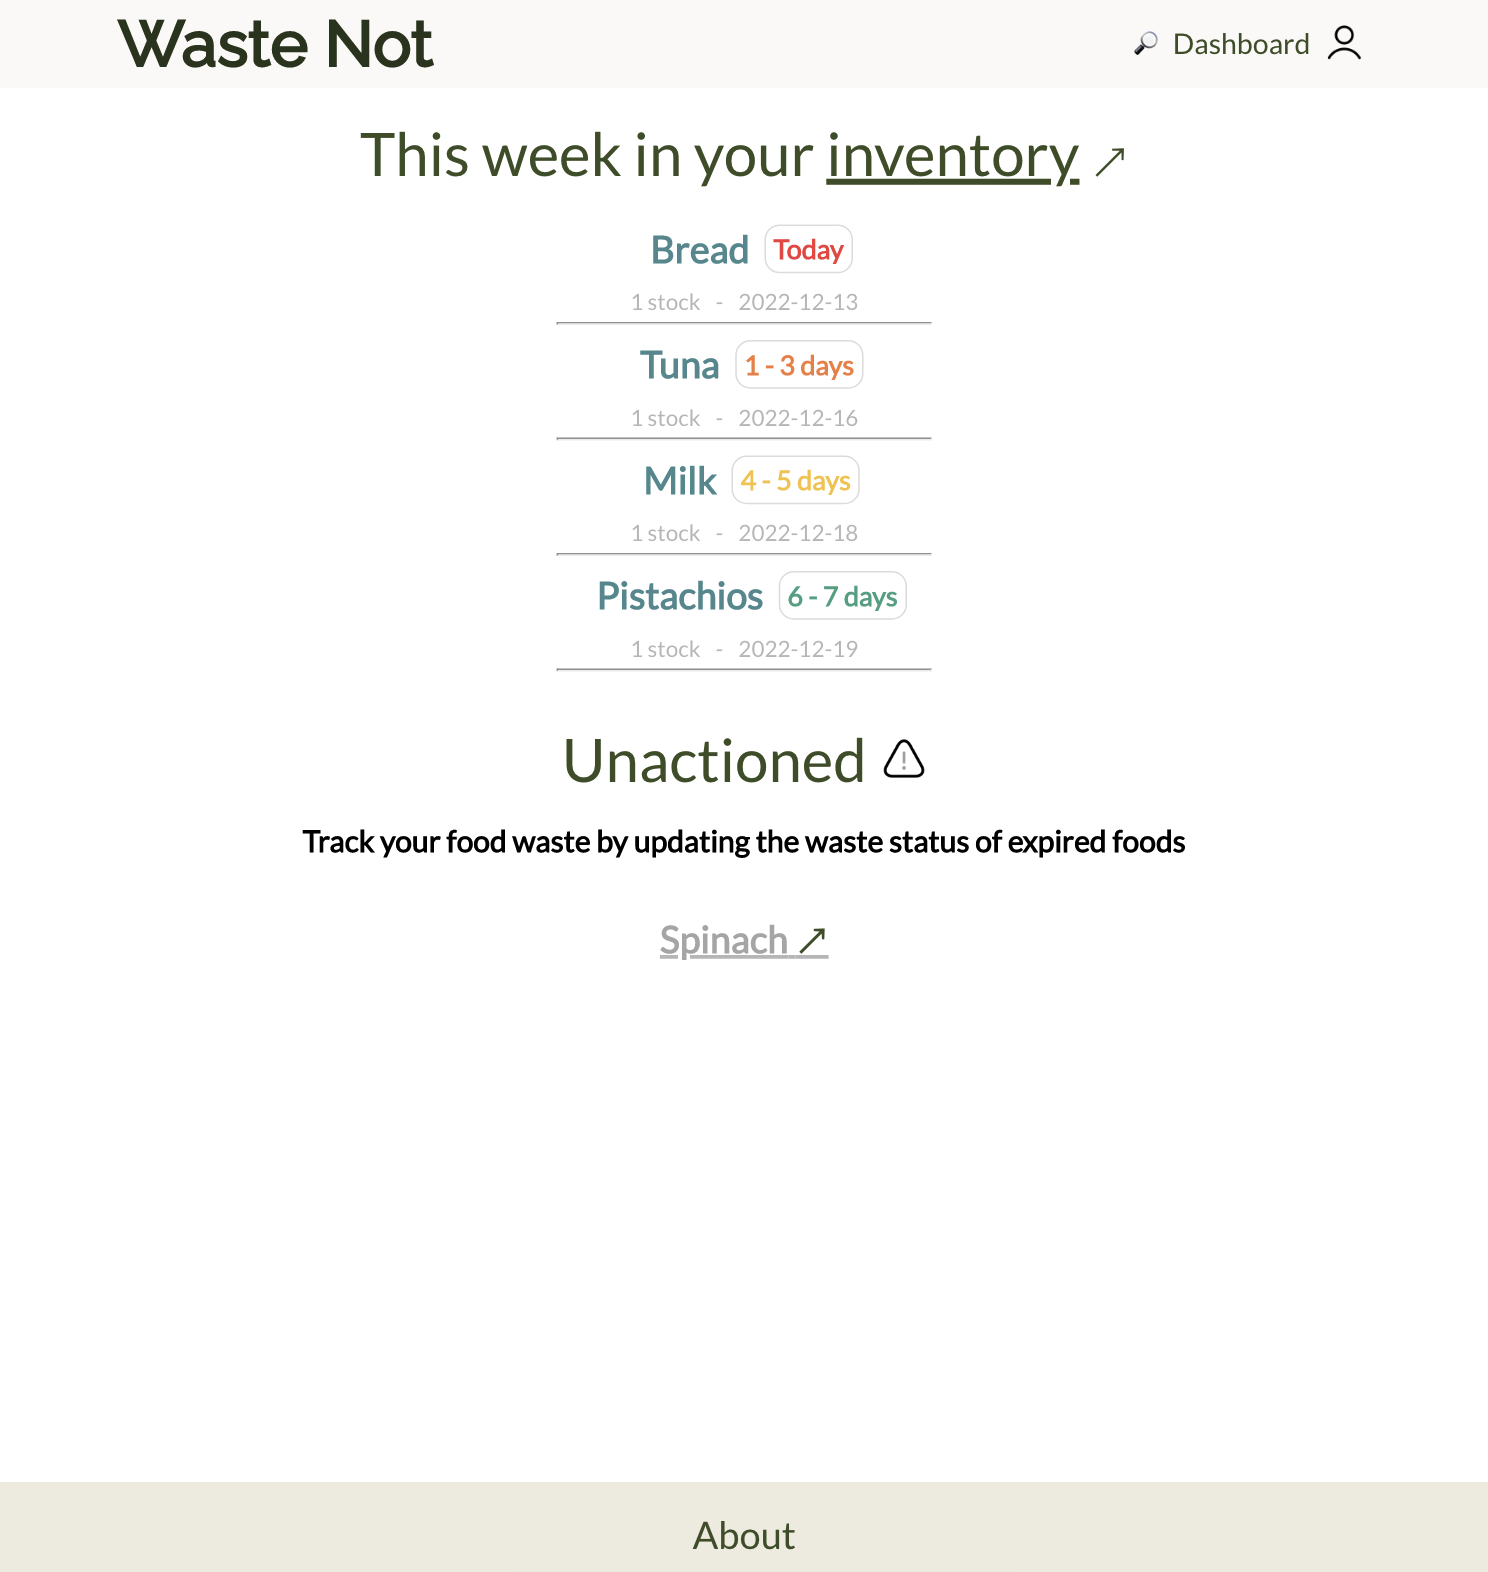 Waste Not
Dashboard
This week in your inventory ↗
Bread Today
1 stock - 2022-12-13
Tuna 1 - 3 days
1 stock - 2022-12-16
Milk 4 - 5 days
1 stock - 2022-12-18
Pistachios 6 - 7 days
1 stock - 2022-12-19
Unactioned
Track your food waste by updating the waste status of expired foods
Spinach ↗
About